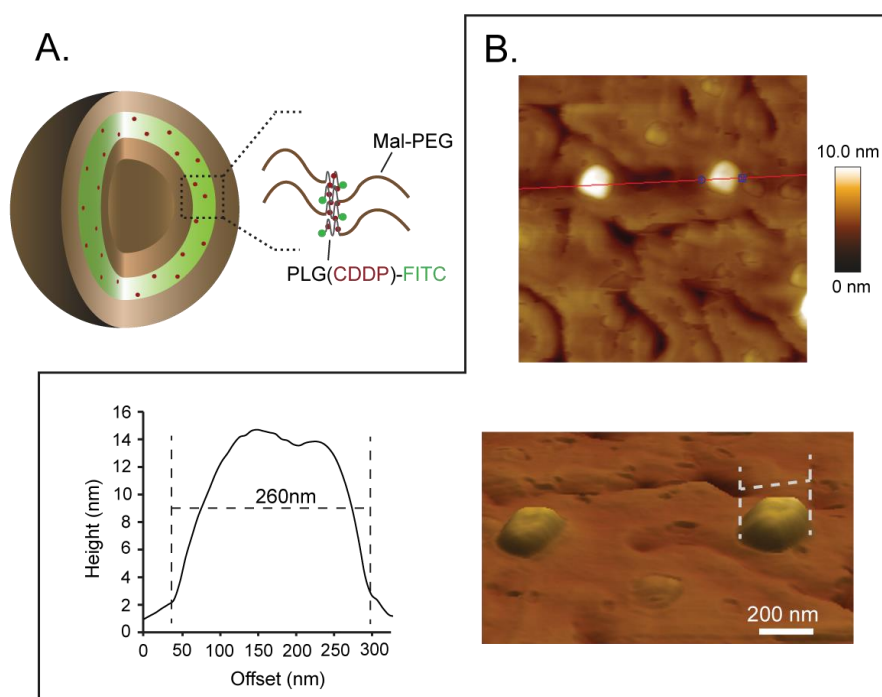 A.
Mal-PEG
PLG(CDDP)-FITC
B.
10.0 nm
0 nm
16
14
12
10
8
6
4
2
0
Height (nm)
260nm
0 50 100 150 200 250 300
Offset (nm)
200 nm